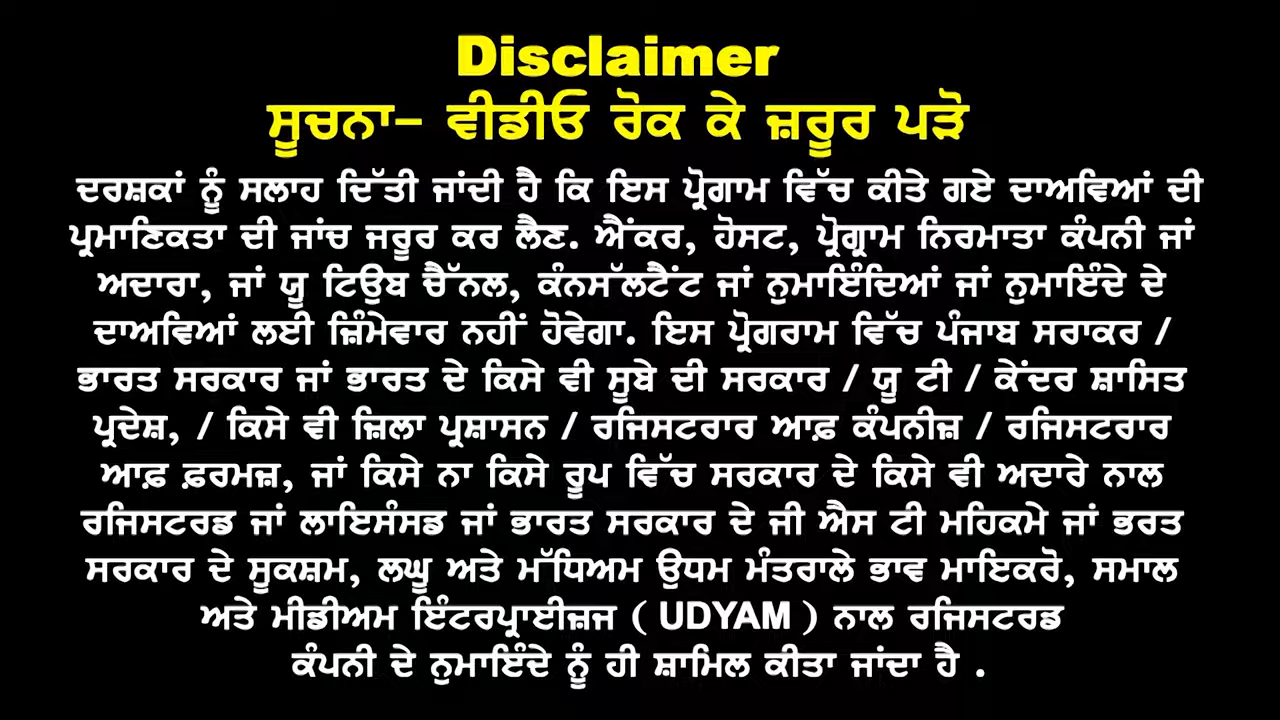 Disclaimer
ਸੂਚਨਾ- ਵੀਡੀਓ ਰੋਕ ਕੇ ਜ਼ਰੂਰ ਪੜੋ
ਦਰਸ਼ਕਾਂ ਨੂੰ ਸਲਾਹ ਦਿੱਤੀ ਜਾਂਦੀ ਹੈ ਕਿ ਇਸ ਪ੍ਰੋਗਾਮ ਵਿੱਚ ਕੀਤੇ ਗਏ ਦਾਅਵਿਆਂ ਦੀ
ਪ੍ਰਮਾਣਿਕਤਾ ਦੀ ਜਾਂਚ ਜਰੂਰ ਕਰ ਲੈਣ. ਐਂਕਰ, ਹੋਸਟ, ਪ੍ਰੋਗ੍ਰਾਮ ਨਿਰਮਾਤਾ ਕੰਪਨੀ ਜਾਂ
ਅਦਾਰਾ, ਜਾਂ ਯੂ ਟਿਊਬ ਚੈੱਨਲ, ਕੰਨਸੱਲਟੈਂਟ ਜਾਂ ਨੁਮਾਇੰਦਿਆਂ ਜਾਂ ਨੁਮਾਇੰਦੇ ਦੇ
ਦਾਅਵਿਆਂ ਲਈ ਜ਼ਿੰਮੇਵਾਰ ਨਹੀਂ ਹੋਵੇਗਾ. ਇਸ ਪ੍ਰੋਗਰਾਮ ਵਿੱਚ ਪੰਜਾਬ ਸਰਾਕਰ /
ਭਾਰਤ ਸਰਕਾਰ ਜਾਂ ਭਾਰਤ ਦੇ ਕਿਸੇ ਵੀ ਸੂਬੇ ਦੀ ਸਰਕਾਰ / ਯੂ ਟੀ / ਕੇਂਦਰ ਸ਼ਾਸਿਤ
ਪ੍ਰਦੇਸ਼, / ਕਿਸੇ ਵੀ ਜ਼ਿਲਾ ਪ੍ਰਸ਼ਾਸਨ / ਰਜਿਸਟਰਾਰ ਆਫ਼ ਕੰਪਨੀਜ਼ / ਰਜਿਸਟਰਾਰ
ਆਫ਼ ਫ਼ਰਮਜ਼, ਜਾਂ ਕਿਸੇ ਨਾ ਕਿਸੇ ਰੂਪ ਵਿੱਚ ਸਰਕਾਰ ਦੇ ਕਿਸੇ ਵੀ ਅਦਾਰੇ ਨਾਲ
ਰਜਿਸਟਰਡ ਜਾਂ ਲਾਇਸੰਸਡ ਜਾਂ ਭਾਰਤ ਸਰਕਾਰ ਦੇ ਜੀ ਐਸ ਟੀ ਮਹਿਕਮੇ ਜਾਂ ਭਰਤ
ਸਰਕਾਰ ਦੇ ਸੂਕਸ਼ਮ, ਲਘੂ ਅਤੇ ਮੱਧਿਅਮ ਉਧਮ ਮੰਤਰਾਲੇ ਭਾਵ ਮਾਇਕਰੋ, ਸਮਾਲ
ਅਤੇ ਮੀਡੀਅਮ ਇੰਟਰਪ੍ਰਾਈਜ਼ਜ ( UDYAM ) ਨਾਲ ਰਜਿਸਟਰਡ
ਕੰਪਨੀ ਦੇ ਨੁਮਾਇੰਦੇ ਨੂੰ ਹੀ ਸ਼ਾਮਿਲ ਕੀਤਾ ਜਾਂਦਾ ਹੈ .